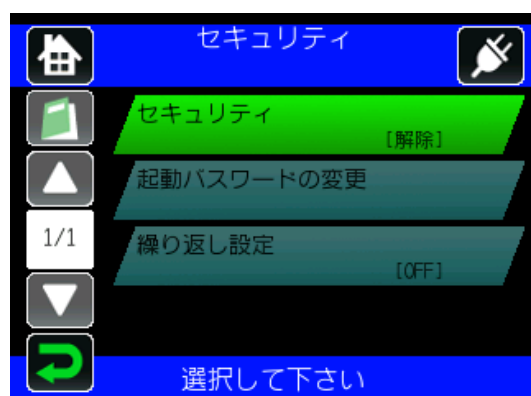 セキュリティ
セキュリティ
[解除]
起動パスワードの変更
1/1
繰り返し設定
[OFF]
選択して下さい